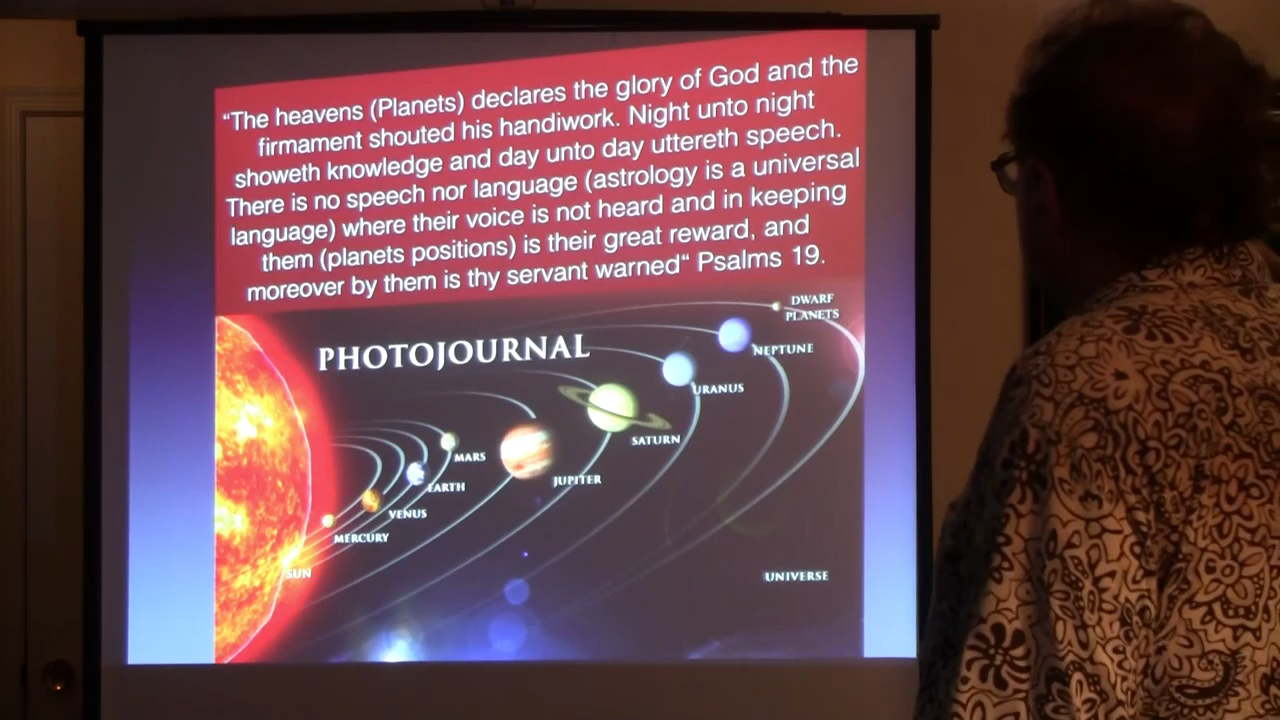 “The heavens (Planets) declares the glory of God and the
firmament shouted his handiwork. Night unto night
showeth knowledge and day unto day uttereth speech.
There is no speech nor language (astrology is a universal
language) where their voice is not heard and in keeping
them (planets positions) is their great reward, and
moreover by them is thy servant warned“ Psalms 19.
PHOTOJOURNAL
DWARF
PLANETS
NEPTUNE
URANUS
SATURN
JUPITER
MARS
EARTH
VENUS
MERCURY
SUN
UNIVERSE